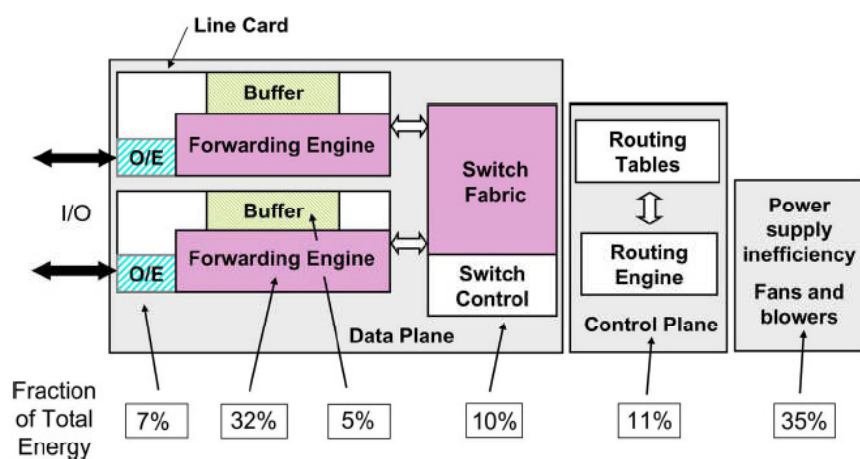 Line Card
Buffer
Forwarding Engine
O/E
I/O
Buffer
Forwarding Engine
O/E
Switch
Fabric
Switch
Control
Data Plane
Routing
Tables
Routing
Engine
Control Plane
Power
supply
inefficiency
Fans and
blowers
Fraction
of Total
Energy
7%
32%
5%
10%
11%
35%